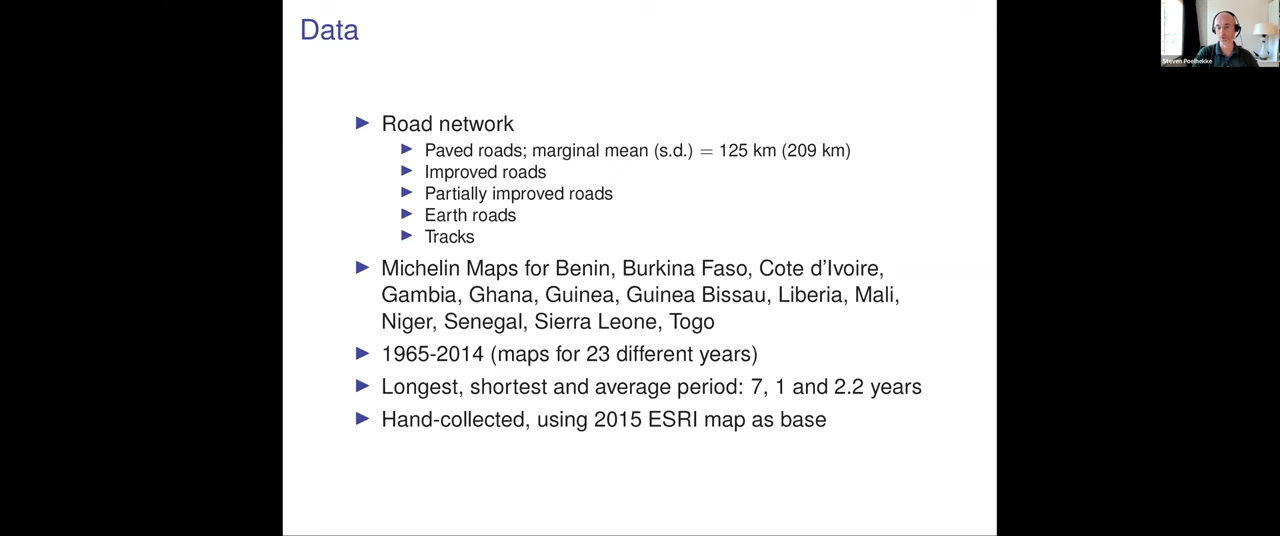 Data
Road network
Paved roads; marginal mean (s.d.) = 125 km (209 km)
Improved roads
Partially improved roads
Earth roads
Tracks
Michelin Maps for Benin, Burkina Faso, Cote d'Ivoire,
Gambia, Ghana, Guinea, Guinea Bissau, Liberia, Mali,
Niger, Senegal, Sierra Leone, Togo
1965-2014 (maps for 23 different years)
Longest, shortest and average period: 7, 1 and 2.2 years
Hand-collected, using 2015 ESRI map as base
Steven Poelhekke